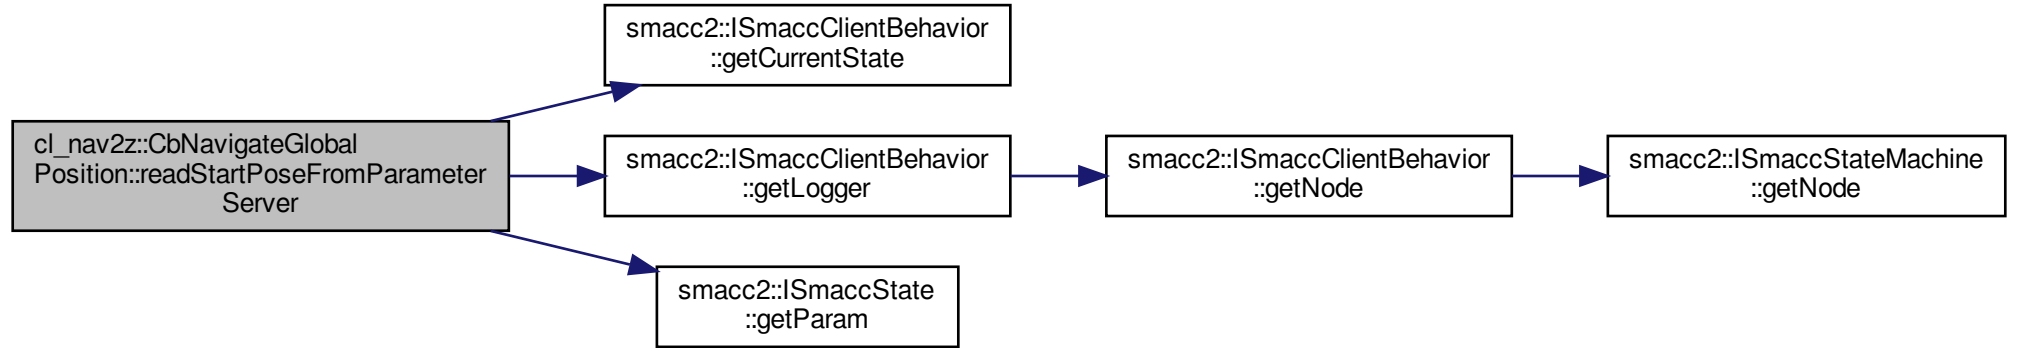 smacc2::ISmaccClientBehavior
::getCurrentState
cl_nav2z::CbNavigateGlobal
Position::readStartPoseFromParameter
Server
smacc2::ISmaccClientBehavior
::getLogger
smacc2::ISmaccClientBehavior
::getNode
smacc2::ISmaccStateMachine
::getNode
smacc2::ISmaccState
::getParam